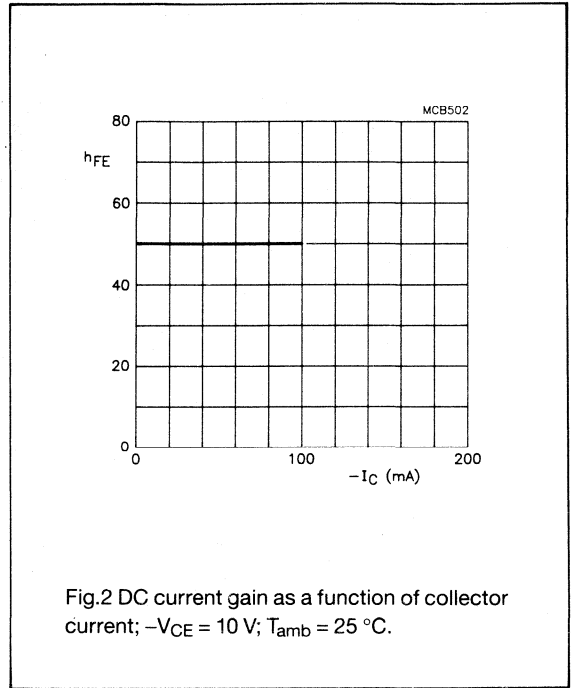 MCB502
80
hFE
60
40
20
0
0 100 200
−IC (mA)
Fig.2 DC current gain as a function of collector
current; −VCE = 10 V; Tamb = 25 °C.